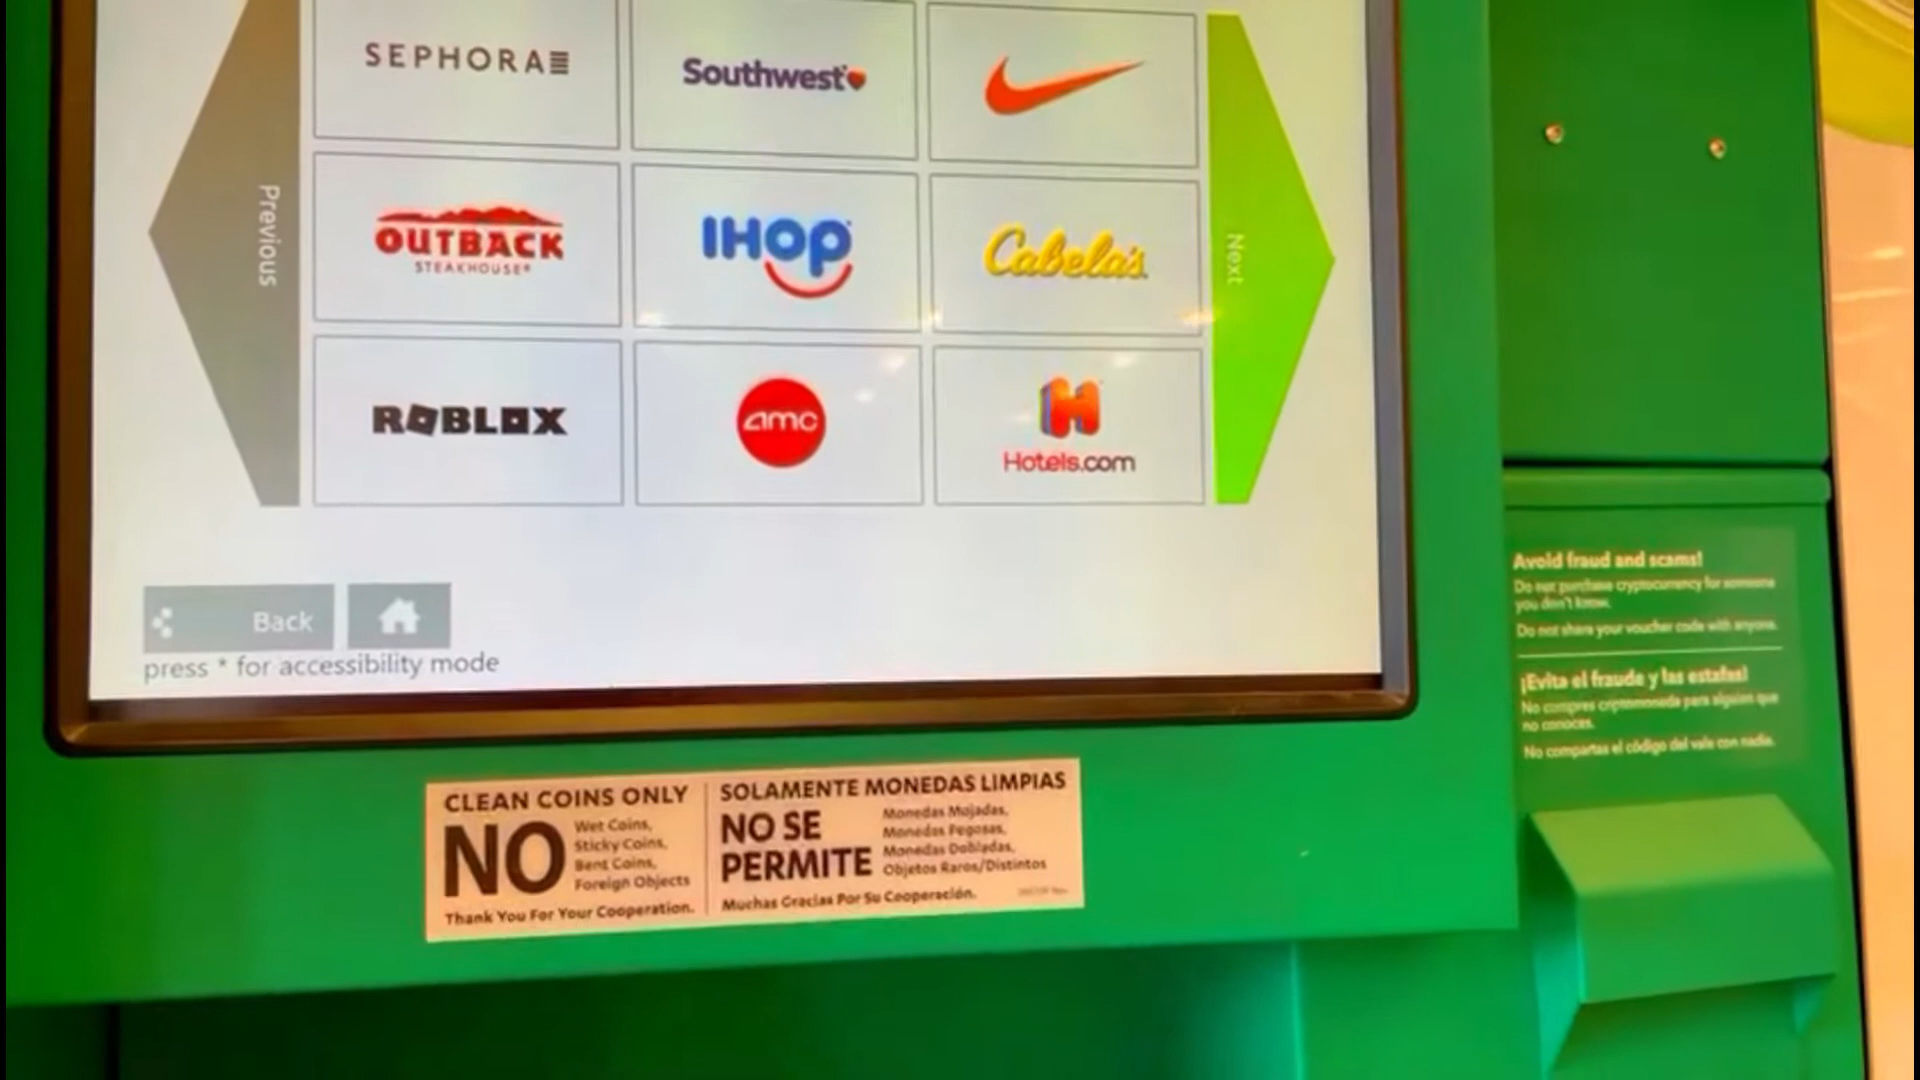 SEPHORA
Southwest
Previous
Next
OUTBACK
STEAKHOUSE®
IHOP
Cabela's
ROBLOX
amc
Hotels.com
Back
press * for accessibility mode
Avoid fraud and scams!
Do not purchase cryptocurrency for someone
you don't know.
Do not share your voucher code with anyone.
¡Evita el fraude y las estafas!
No compres criptomoneda para alguien que
no conoces.
No compartas el código del vale con nadie.
CLEAN COINS ONLY
NO
Wet Coins,
Sticky Coins,
Bent Coins,
Foreign Objects
Thank You For Your Cooperation.
SOLAMENTE MONEDAS LIMPIAS
NO SE
PERMITE
Monedas Mojadas,
Monedas Pegosas,
Monedas Dobladas,
Objetos Raros/Distintos
Muchas Gracias Por Su Cooperación.